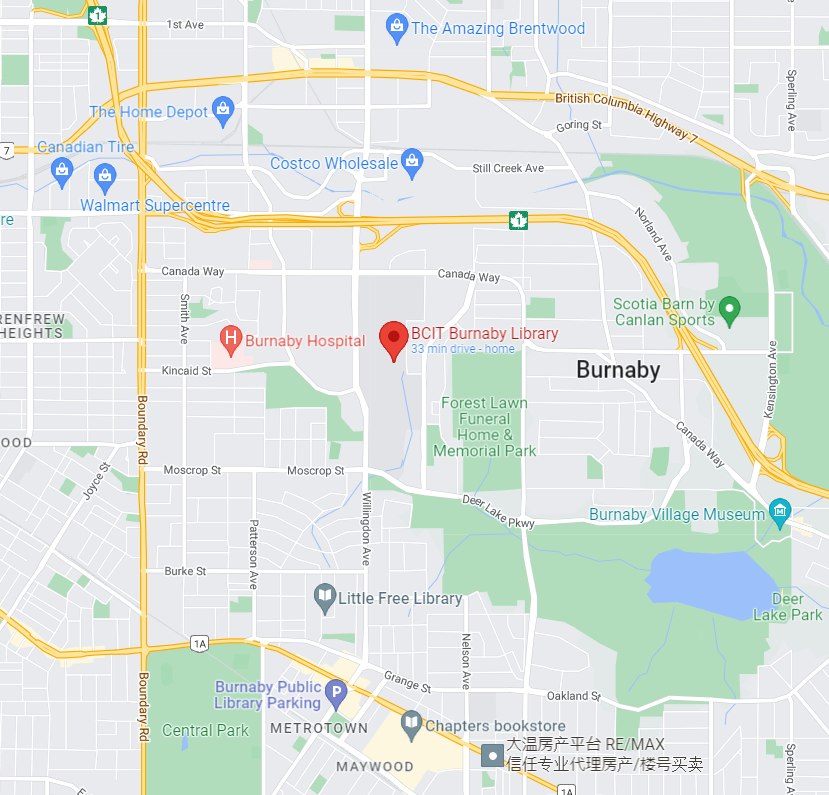 1
1st Ave
The Amazing Brentwood
Sperling Ave
British Columbia Highway 7
The Home Depot
Goring St
7
Canadian Tire
Costco Wholesale
Still Creek Ave
Walmart Supercentre
re
1
Norland Ave
Canada Way
Canada Way
Smith Ave
RENFREW
HEIGHTS
Scotia Barn by
Canlan Sports
H
Burnaby Hospital
BCIT Burnaby Library
33 min drive - home
Burnaby
Kincaid St
Kensington Ave
Boundary Rd
Forest Lawn
Funeral
Home &
Memorial Park
OOD
Canada Way
Joyce St
Moscrop St
Moscrop St
Willingdon Ave
Deer Lake Pkwy
Burnaby Village Museum
Patterson Ave
Burke St
Little Free Library
Deer
Lake Park
1A
Nelson Ave
Grange St
Boundary Rd
Burnaby Public
Library Parking
P
Oakland St
Central Park
METROTOWN
Chapters bookstore
大温房产平台 RE/MAX
信任专业代理房产/楼号买卖
MAYWOOD
Sperling Ave
1A